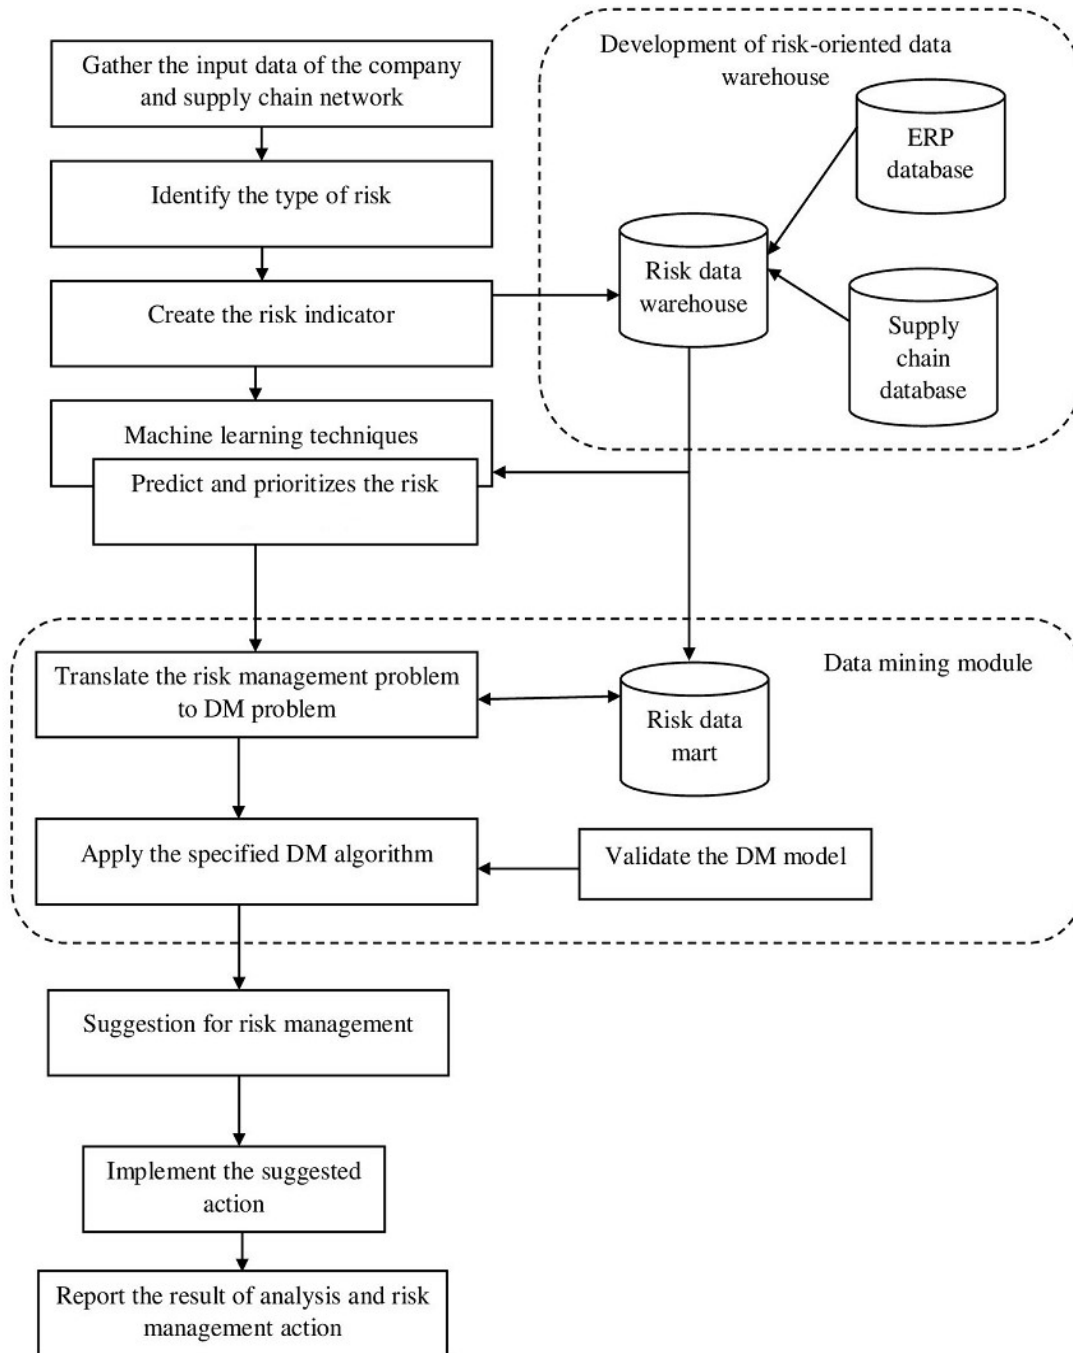 Gather the input data of the company
and supply chain network
Identify the type of risk
Create the risk indicator
Machine learning techniques
Predict and prioritizes the risk
Development of risk-oriented data
warehouse
ERP
database
Risk data
warehouse
Supply
chain
database
Data mining module
Translate the risk management problem
to DM problem
Risk data
mart
Apply the specified DM algorithm
Validate the DM model
Suggestion for risk management
Implement the suggested
action
Report the result of analysis and risk
management action